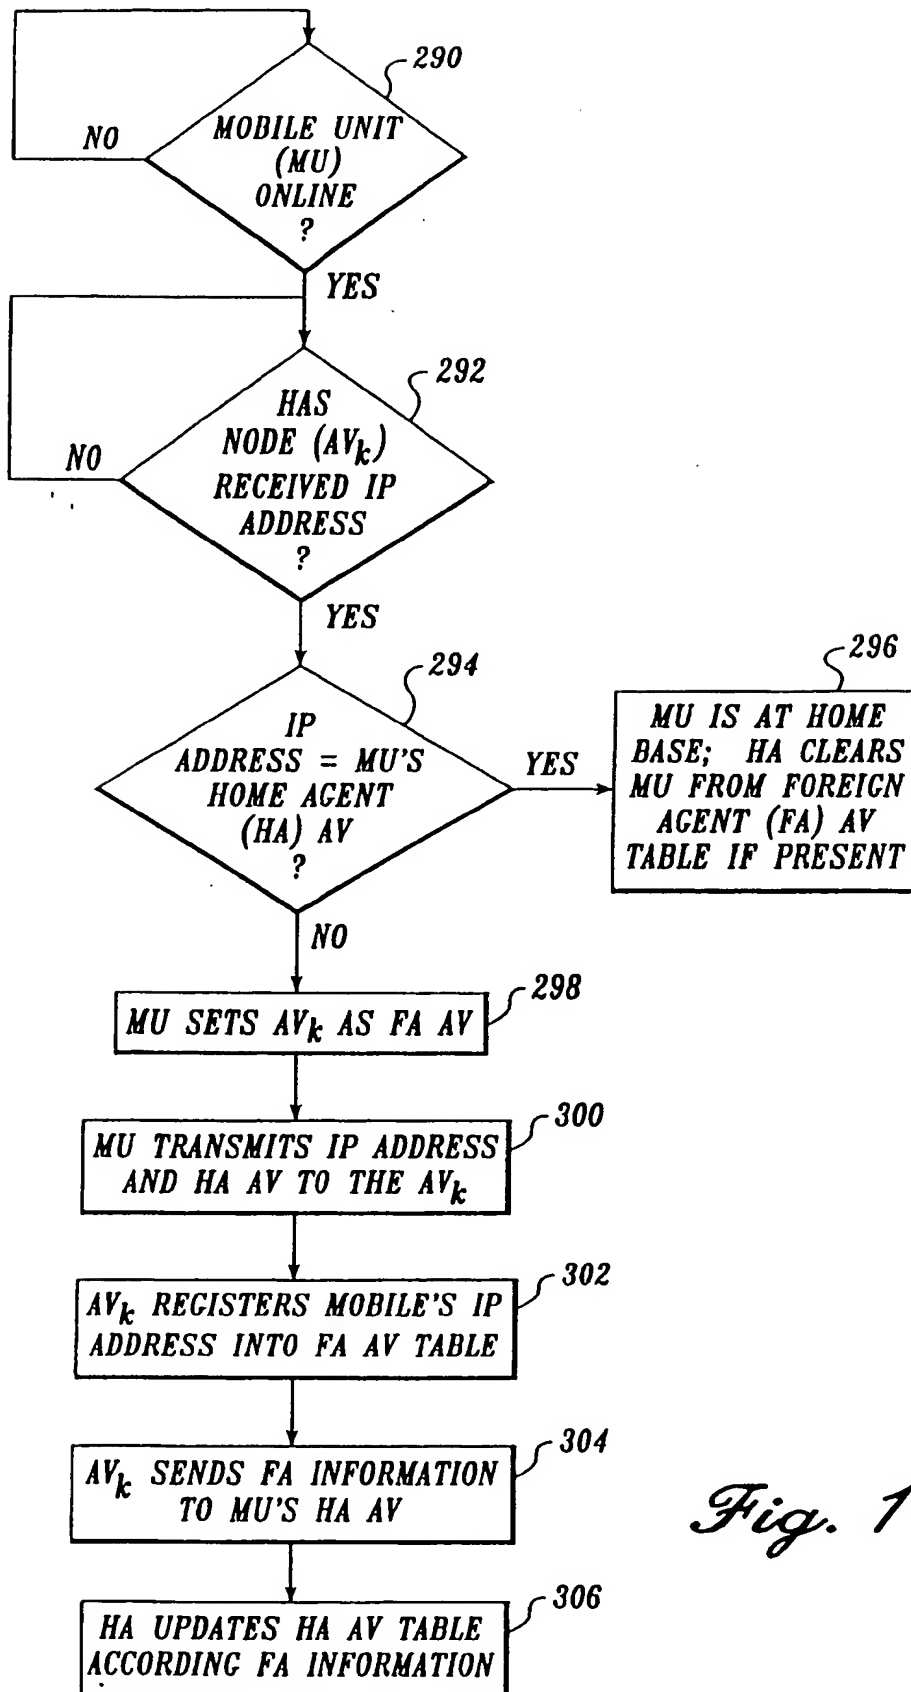 290
MOBILE UNIT
(MU)
ONLINE
?
NO
YES
292
HAS
NODE (AVk)
RECEIVED IP
ADDRESS
?
NO
YES
294
IP
ADDRESS = MU'S
HOME AGENT
(HA) AV
?
YES
296
MU IS AT HOME
BASE; HA CLEARS
MU FROM FOREIGN
AGENT (FA) AV
TABLE IF PRESENT
NO
298
MU SETS AVk AS FA AV
300
MU TRANSMITS IP ADDRESS
AND HA AV TO THE AVk
302
AVk REGISTERS MOBILE'S IP
ADDRESS INTO FA AV TABLE
304
AVk SENDS FA INFORMATION
TO MU'S HA AV
306
HA UPDATES HA AV TABLE
ACCORDING FA INFORMATION
Fig. 1